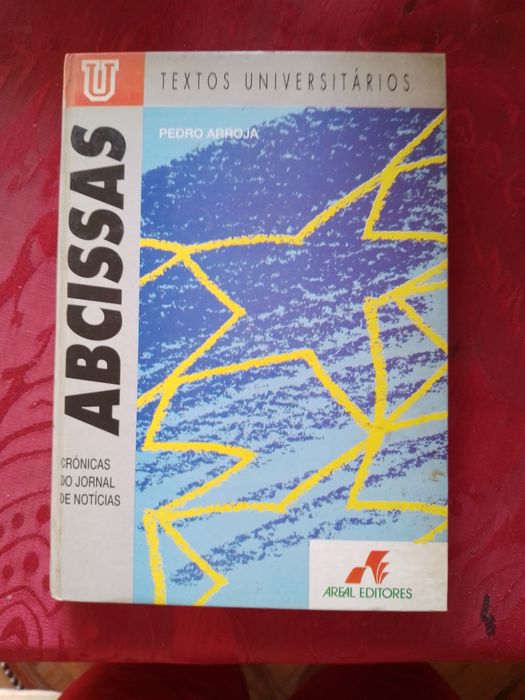 U
TEXTOS UNIVERSITÁRIOS
PEDRO ARROJA
ABCISSAS
CRÓNICAS
DO JORNAL
DE NOTÍCIAS
AREAL EDITORES